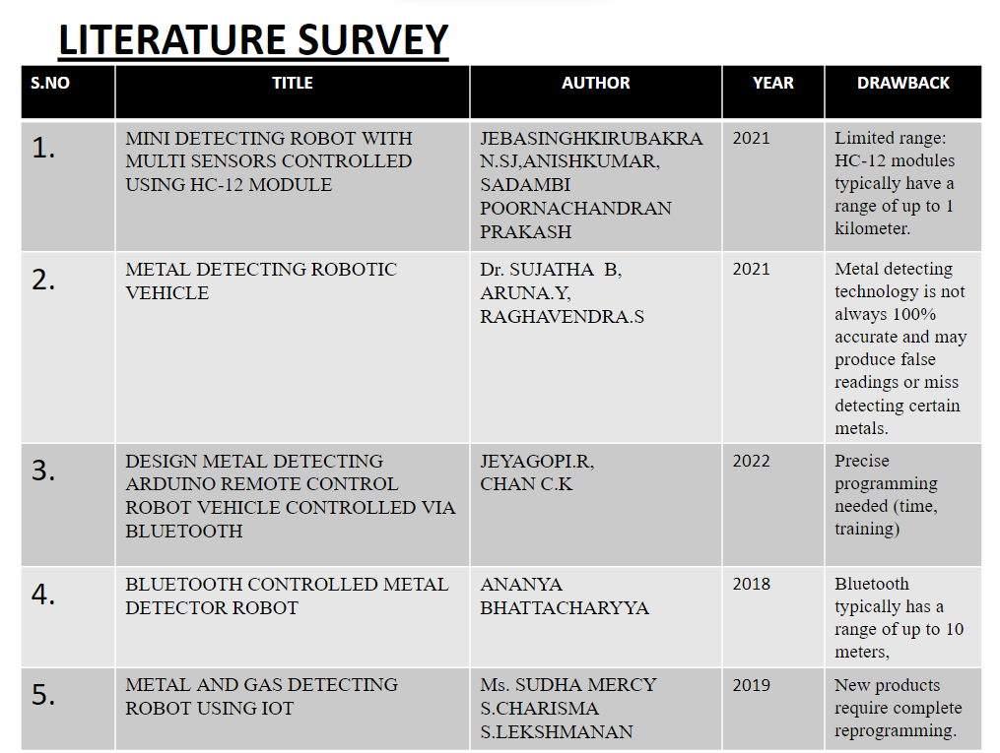 LITERATURE SURVEY
S.NO TITLE AUTHOR YEAR DRAWBACK
1.
MINI DETECTING ROBOT WITH
MULTI SENSORS CONTROLLED
USING HC-12 MODULE
JEBASINGHKIRUBAKRA
N.SJ,ANISHKUMAR,
SADAMBI
POORNACHANDRAN
PRAKASH
2021
Limited range:
HC-12 modules
typically have a
range of up to 1
kilometer.
2.
METAL DETECTING ROBOTIC
VEHICLE
Dr. SUJATHA B,
ARUNA.Y,
RAGHAVENDRA.S
2021
Metal detecting
technology is not
always 100%
accurate and may
produce false
readings or miss
detecting certain
metals.
3.
DESIGN METAL DETECTING
ARDUINO REMOTE CONTROL
ROBOT VEHICLE CONTROLLED VIA
BLUETOOTH
JEYAGOPI.R,
CHAN C.K
2022
Precise
programming
needed (time,
training)
4.
BLUETOOTH CONTROLLED METAL
DETECTOR ROBOT
ANANYA
BHATTACHARYYA
2018
Bluetooth
typically has a
range of up to 10
meters,
5.
METAL AND GAS DETECTING
ROBOT USING IOT
Ms. SUDHA MERCY
S.CHARISMA
S.LEKSHMANAN
2019
New products
require complete
reprogramming.